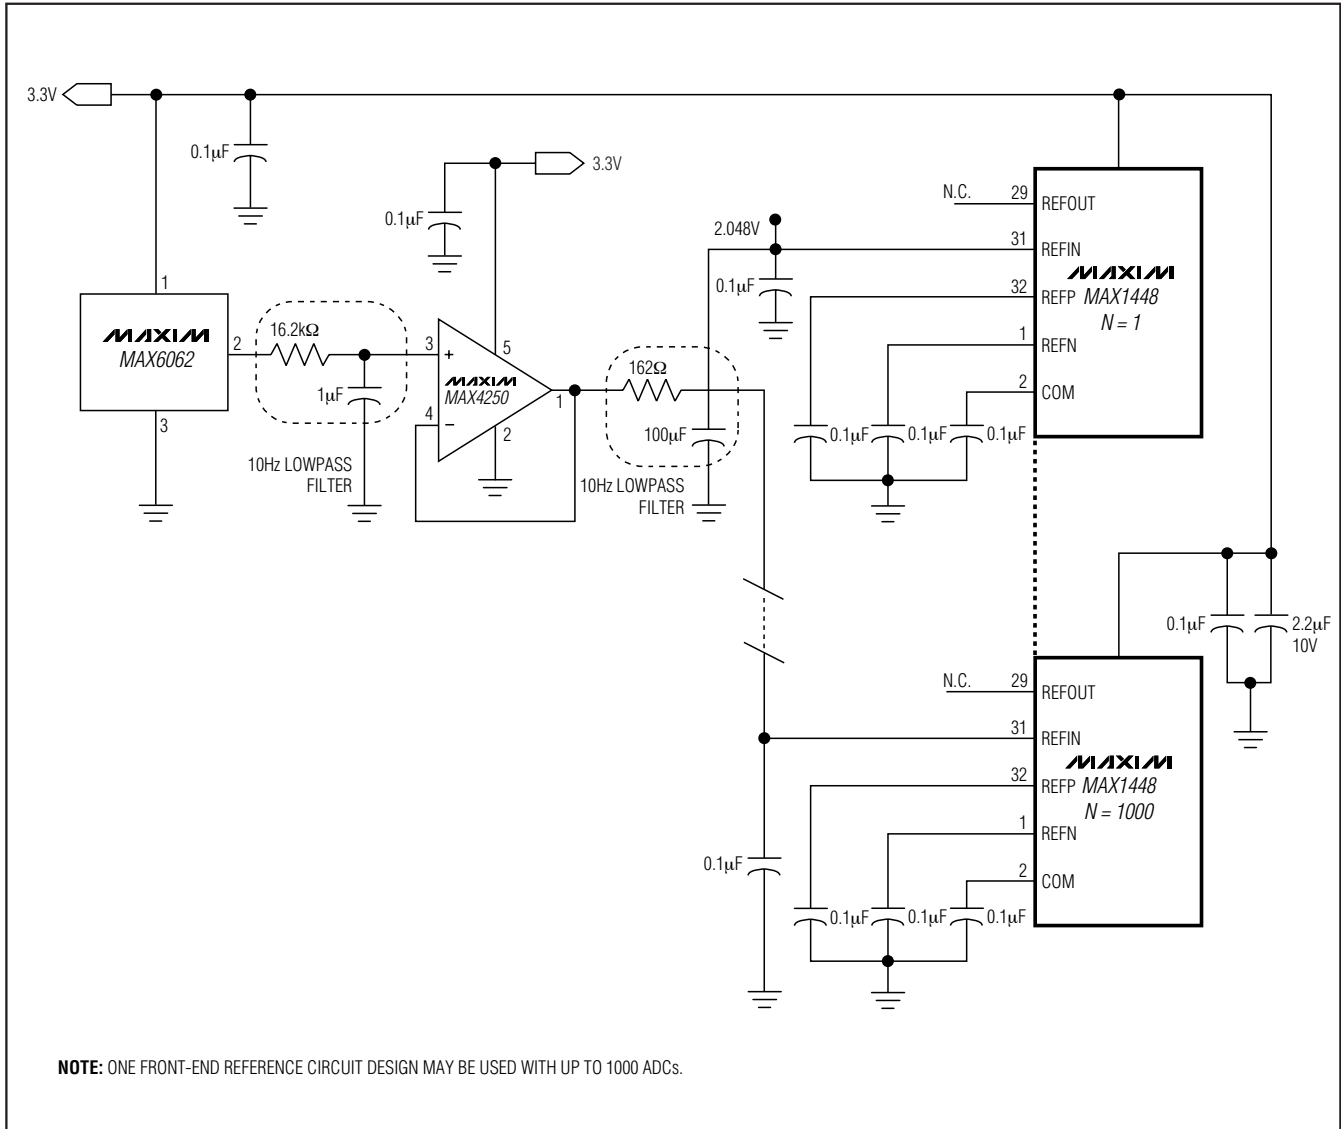 3.3V
0.1µF
3.3V
0.1µF
1
MAXIM
MAX6062
2
3
16.2kΩ
1µF
10Hz LOWPASS
FILTER
3
+
4
−
5
MAXIM
MAX4250
1
2
162Ω
100µF
10Hz LOWPASS
FILTER
2.048V
0.1µF
N.C.
29
REFOUT
31
REFIN
MAXIM
32
REFP
MAX1448
N = 1
1
REFN
2
COM
0.1µF
0.1µF
0.1µF
0.1µF
2.2µF
10V
N.C.
29
REFOUT
31
REFIN
MAXIM
32
REFP
MAX1448
N = 1000
1
REFN
2
COM
0.1µF
0.1µF
0.1µF
0.1µF
NOTE: ONE FRONT-END REFERENCE CIRCUIT DESIGN MAY BE USED WITH UP TO 1000 ADCs.